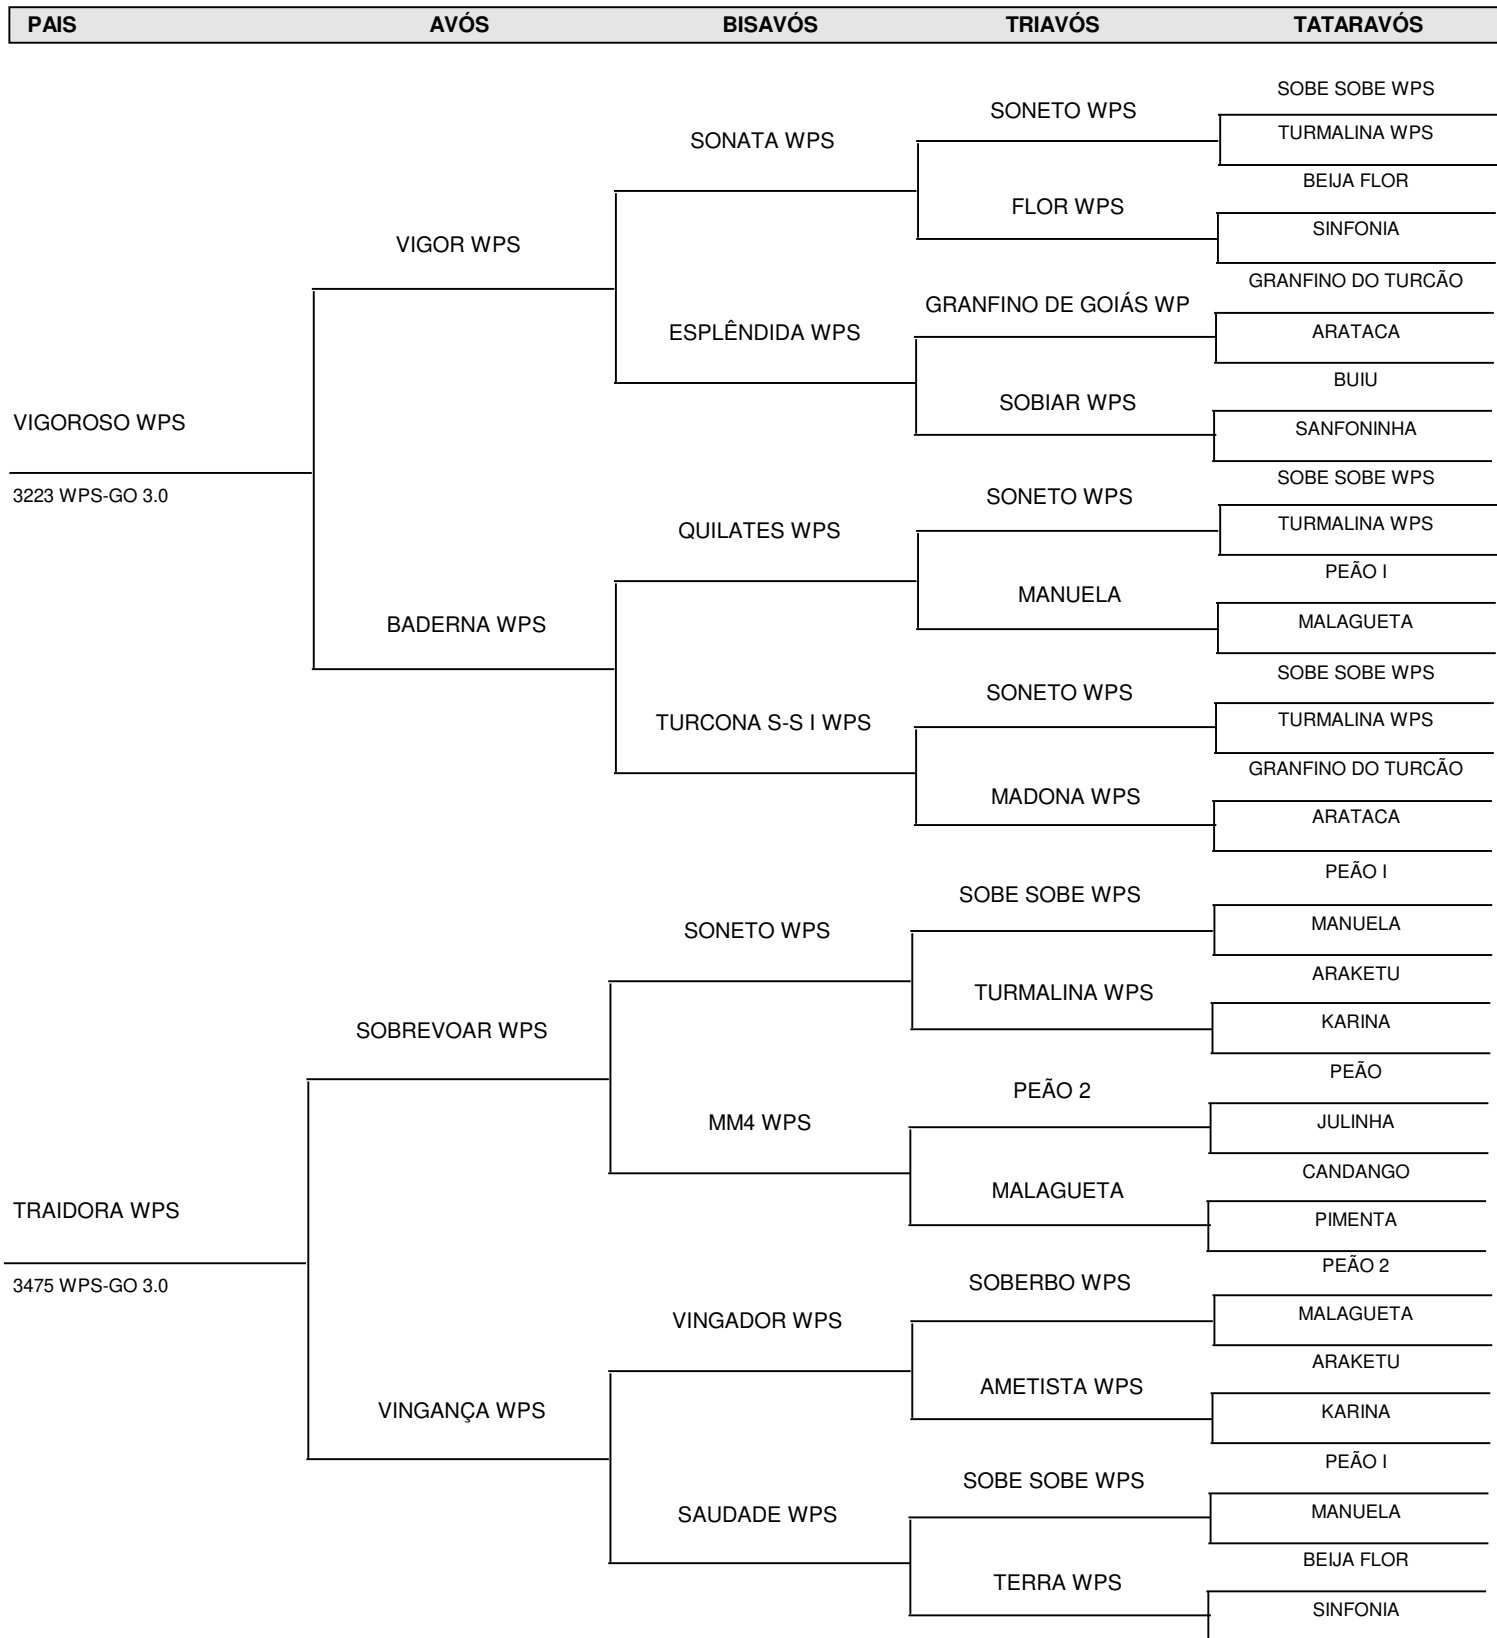 PAIS AVÓS BISAVÓS TRIAVÓS TATARAVÓS
SOBE SOBE WPS
SONETO WPS
TURMALINA WPS
SONATA WPS
BEIJA FLOR
FLOR WPS
SINFONIA
VIGOR WPS
GRANFINO DO TURCÃO
GRANFINO DE GOIÁS WP
ARATACA
ESPLÊNDIDA WPS
BUIU
SOBIAR WPS
SANFONINHA
VIGOROSO WPS
3223 WPS-GO 3.0
SOBE SOBE WPS
SONETO WPS
TURMALINA WPS
QUILATES WPS
PEÃO I
MANUELA
MALAGUETA
BADERNA WPS
SOBE SOBE WPS
SONETO WPS
TURMALINA WPS
TURCONA S-S I WPS
GRANFINO DO TURCÃO
MADONA WPS
ARATACA
PEÃO I
SOBE SOBE WPS
MANUELA
SONETO WPS
ARAKETU
TURMALINA WPS
KARINA
SOBREVOAR WPS
PEÃO
PEÃO 2
JULINHA
MM4 WPS
CANDANGO
MALAGUETA
PIMENTA
TRAIDORA WPS
3475 WPS-GO 3.0
PEÃO 2
SOBERBO WPS
MALAGUETA
VINGADOR WPS
ARAKETU
AMETISTA WPS
KARINA
VINGANÇA WPS
PEÃO I
SOBE SOBE WPS
MANUELA
SAUDADE WPS
BEIJA FLOR
TERRA WPS
SINFONIA